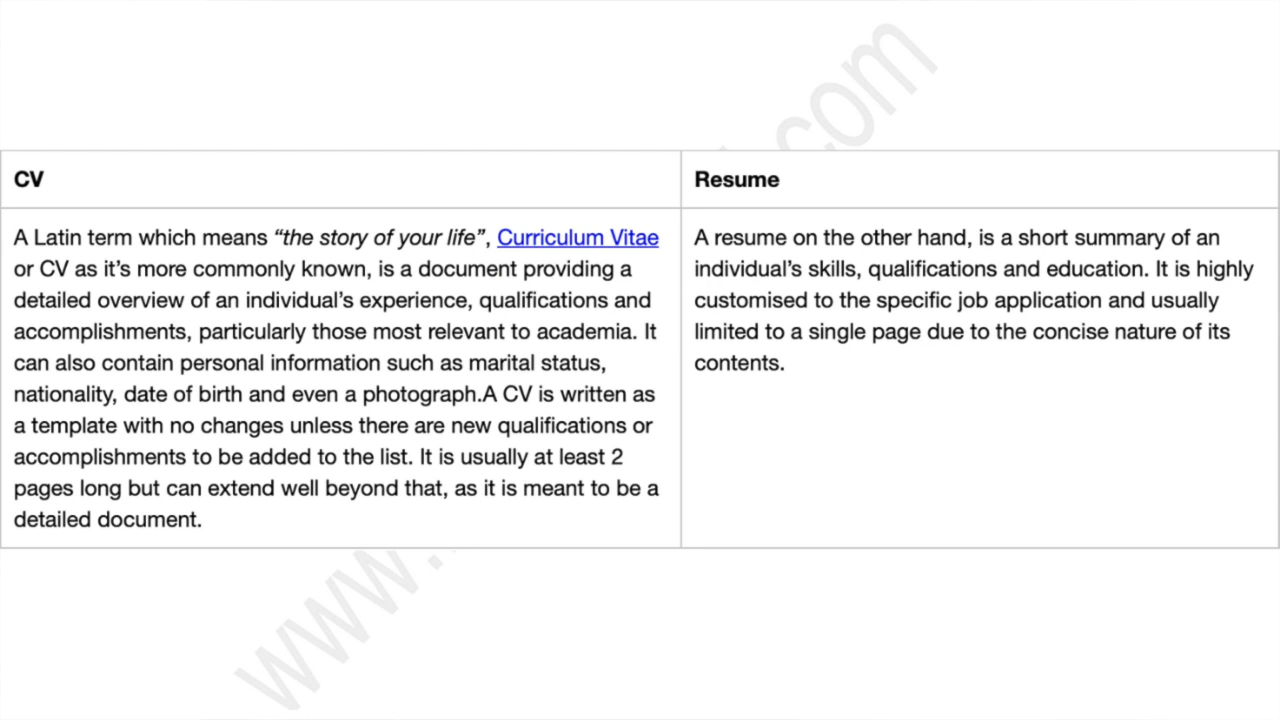 CV
A Latin term which means “the story of your life”, Curriculum Vitae
or CV as it’s more commonly known, is a document providing a
detailed overview of an individual’s experience, qualifications and
accomplishments, particularly those most relevant to academia. It
can also contain personal information such as marital status,
nationality, date of birth and even a photograph.A CV is written as
a template with no changes unless there are new qualifications or
accomplishments to be added to the list. It is usually at least 2
pages long but can extend well beyond that, as it is meant to be a
detailed document.
Resume
A resume on the other hand, is a short summary of an
individual’s skills, qualifications and education. It is highly
customised to the specific job application and usually
limited to a single page due to the concise nature of its
contents.